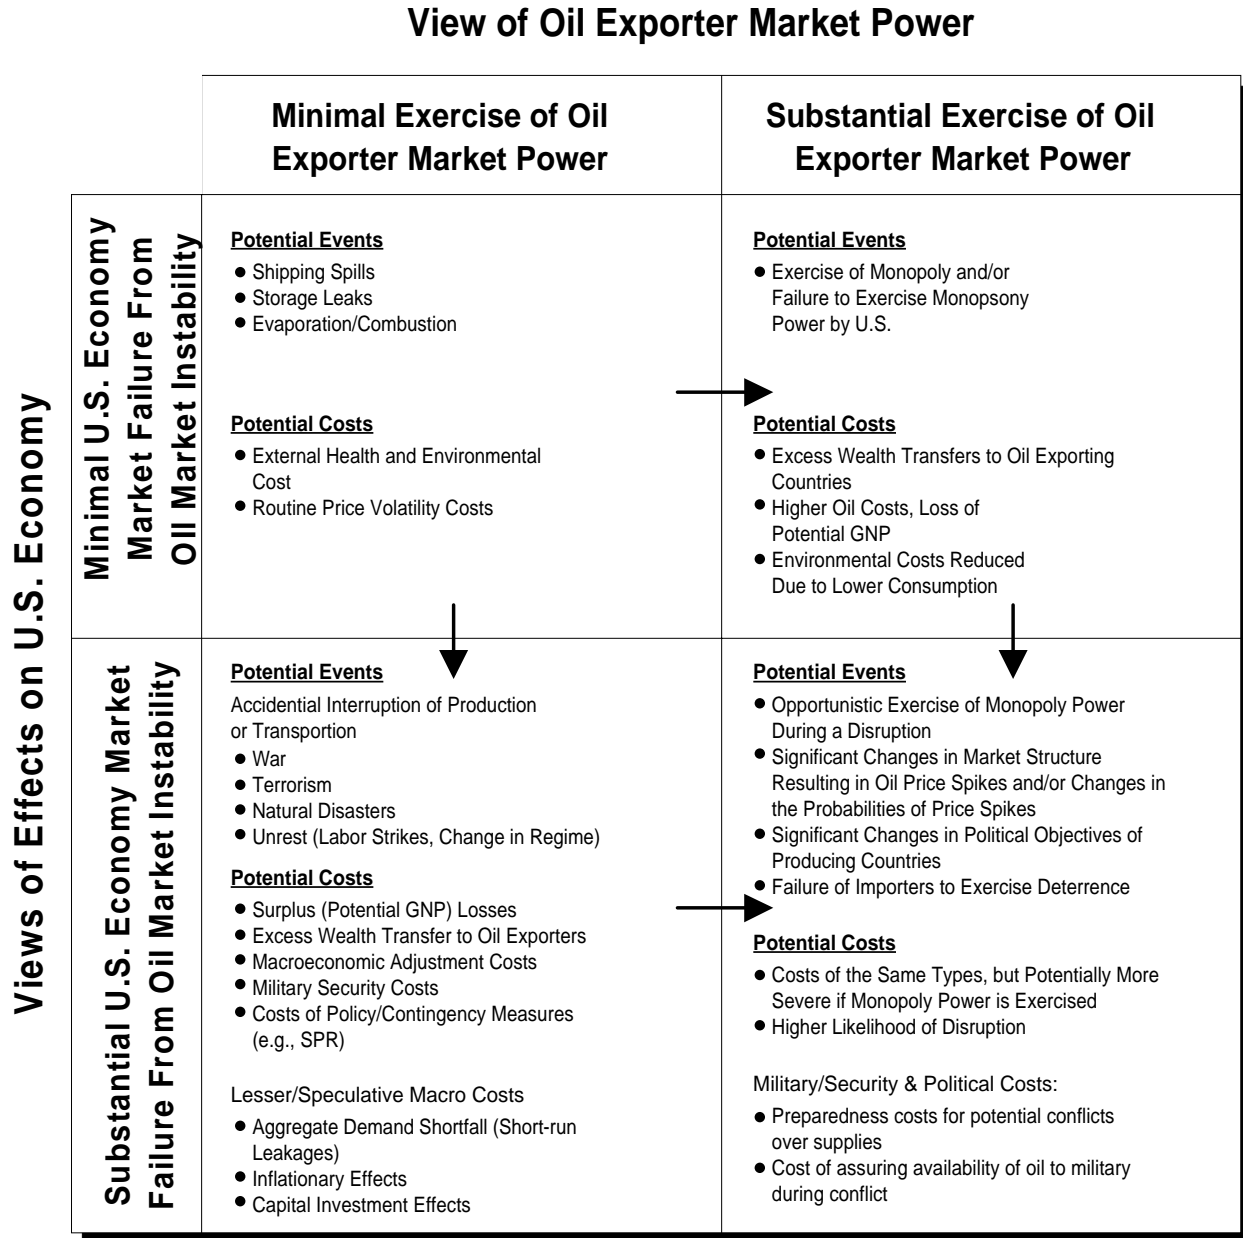 View of Oil Exporter Market Power
Minimal Exercise of Oil
Exporter Market Power
Substantial Exercise of Oil
Exporter Market Power
Views of Effects on U.S. Economy
Minimal U.S. Economy
Market Failure From
OIl Market Instability
Potential Events
● Shipping Spills
● Storage Leaks
● Evaporation/Combustion
Potential Costs
● External Health and Environmental
Cost
● Routine Price Volatility Costs
Potential Events
● Exercise of Monopoly and/or
Failure to Exercise Monopsony
Power by U.S.
Potential Costs
● Excess Wealth Transfers to Oil Exporting
Countries
● Higher Oil Costs, Loss of
Potential GNP
● Environmental Costs Reduced
Due to Lower Consumption
Substantial U.S. Economy Market
Failure From Oil Market Instability
Potential Events
Accidential Interruption of Production
or Transportion
● War
● Terrorism
● Natural Disasters
● Unrest (Labor Strikes, Change in Regime)
Potential Costs
● Surplus (Potential GNP) Losses
● Excess Wealth Transfer to Oil Exporters
● Macroeconomic Adjustment Costs
● Military Security Costs
● Costs of Policy/Contingency Measures
(e.g., SPR)
Lesser/Speculative Macro Costs
● Aggregate Demand Shortfall (Short-run
Leakages)
● Inflationary Effects
● Capital Investment Effects
Potential Events
● Opportunistic Exercise of Monopoly Power
During a Disruption
● Significant Changes in Market Structure
Resulting in Oil Price Spikes and/or Changes in
the Probabilities of Price Spikes
● Significant Changes in Political Objectives of
Producing Countries
● Failure of Importers to Exercise Deterrence
Potential Costs
● Costs of the Same Types, but Potentially More
Severe if Monopoly Power is Exercised
● Higher Likelihood of Disruption
Military/Security & Political Costs:
● Preparedness costs for potential conflicts
over supplies
● Cost of assuring availability of oil to military
during conflict